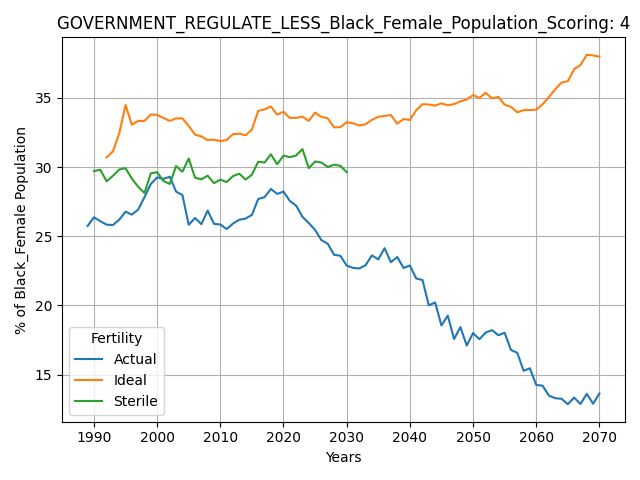 GOVERNMENT_REGULATE_LESS_Black_Female_Population_Scoring: 4
% of Black_Female Population
35
30
25
20
15
Fertility
Actual
Ideal
Sterile
1990 2000 2010 2020 2030 2040 2050 2060 2070
Years